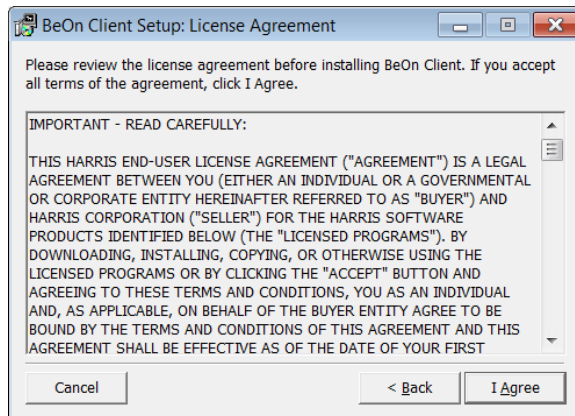 BeOn Client Setup: License Agreement
Please review the license agreement before installing BeOn Client. If you accept
all terms of the agreement, click I Agree.
IMPORTANT - READ CAREFULLY:
THIS HARRIS END-USER LICENSE AGREEMENT ("AGREEMENT") IS A LEGAL
AGREEMENT BETWEEN YOU (EITHER AN INDIVIDUAL OR A GOVERNMENTAL
OR CORPORATE ENTITY HEREINAFTER REFERRED TO AS "BUYER") AND
HARRIS CORPORATION ("SELLER") FOR THE HARRIS SOFTWARE
PRODUCTS IDENTIFIED BELOW (THE "LICENSED PROGRAMS"). BY
DOWNLOADING, INSTALLING, COPYING, OR OTHERWISE USING THE
LICENSED PROGRAMS OR BY CLICKING THE "ACCEPT" BUTTON AND
AGREEING TO THESE TERMS AND CONDITIONS, YOU AS AN INDIVIDUAL
AND, AS APPLICABLE, ON BEHALF OF THE BUYER ENTITY AGREE TO BE
BOUND BY THE TERMS AND CONDITIONS OF THIS AGREEMENT AND THIS
AGREEMENT SHALL BE EFFECTIVE AS OF THE DATE OF YOUR FIRST
Cancel
< Back
I Agree